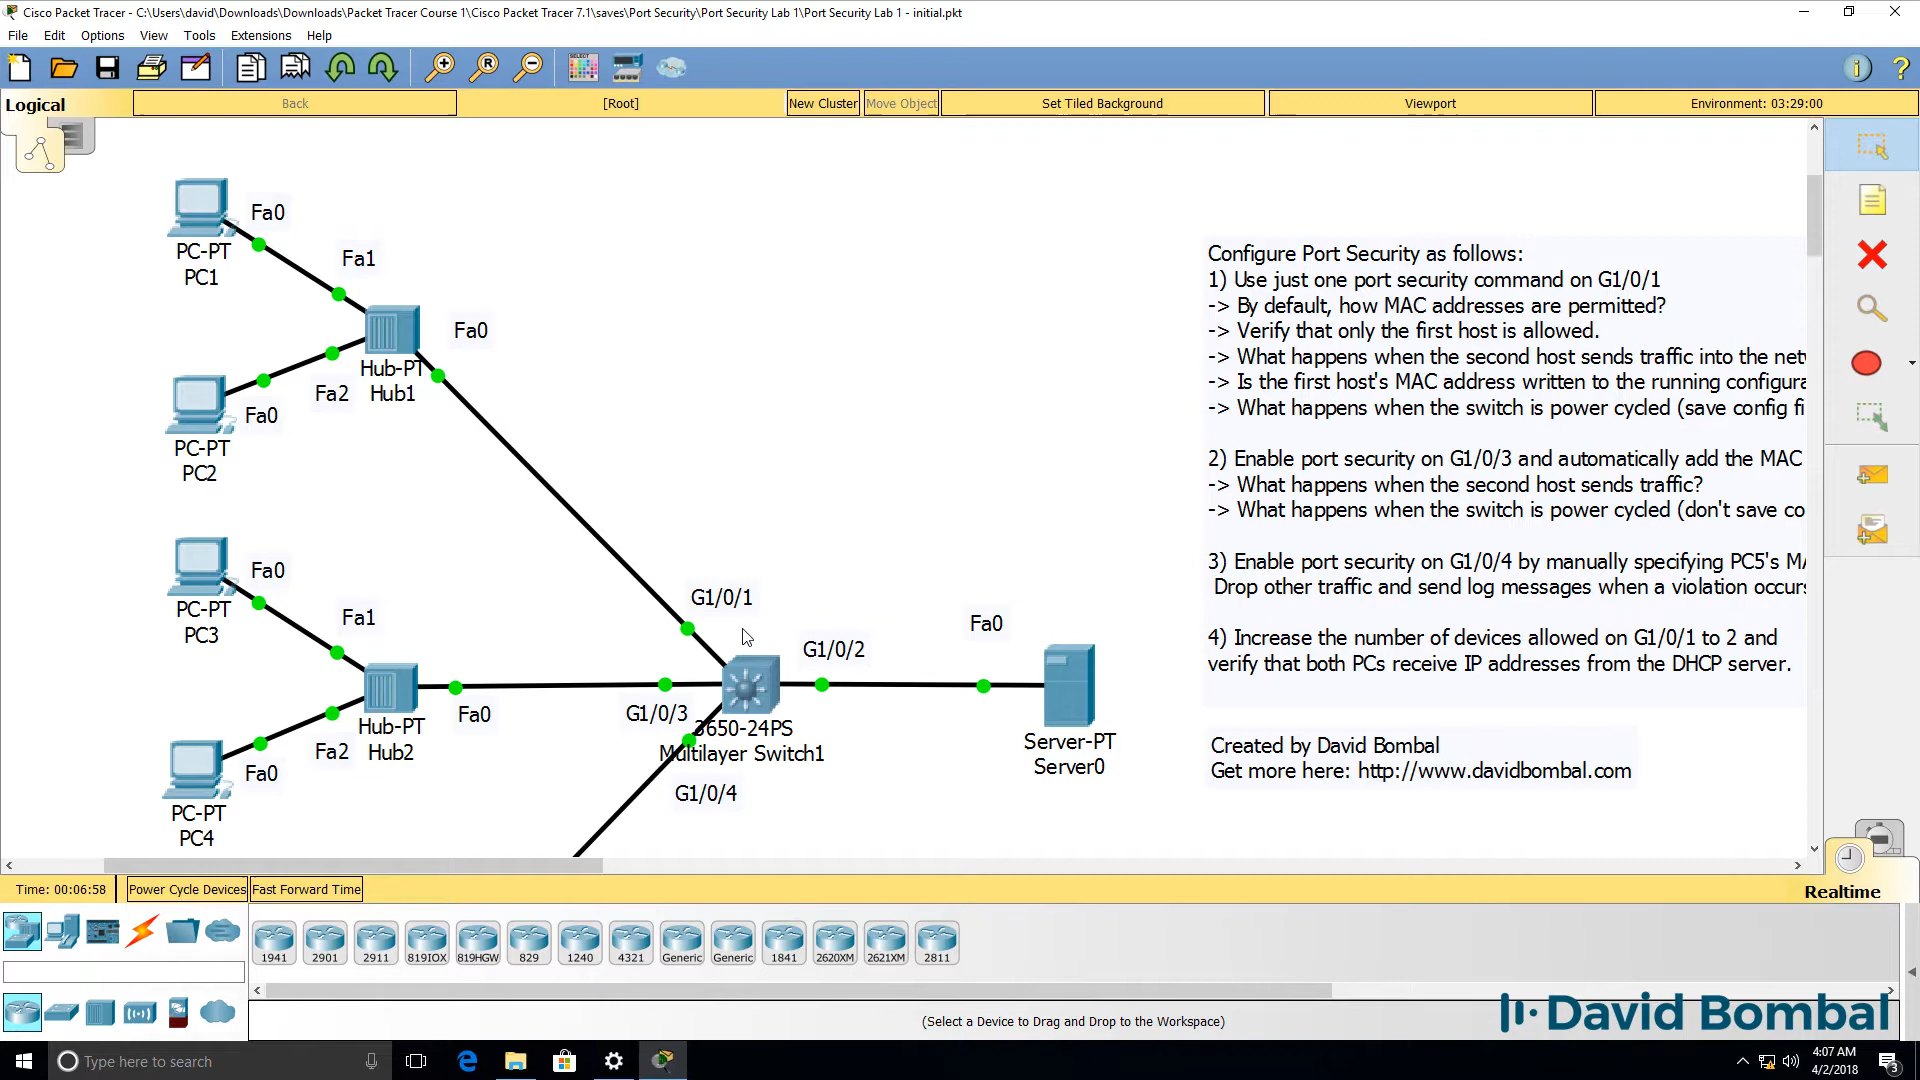 Cisco Packet Tracer - C:\Users\david\Downloads\Downloads\Packet Tracer Course 1\Cisco Packet Tracer 7.1\saves\Port Security\Port Security Lab 1\Port Security Lab 1 - initial.pkt
File Edit Options View Tools Extensions Help
Logical
Back
[Root]
New Cluster
Move Object
Set Tiled Background
Viewport
Environment: 03:29:00
Fa0
PC-PT
PC1
Fa1
Fa0
Hub-PT
Hub1
Fa2
Fa0
PC-PT
PC2
Fa0
PC-PT
PC3
Fa1
Hub-PT
Hub2
Fa0
Fa2
Fa0
PC-PT
PC4
G1/0/1
G1/0/2
G1/0/3
3650-24PS
Multilayer Switch1
G1/0/4
Fa0
Server-PT
Server0
Configure Port Security as follows:
1) Use just one port security command on G1/0/1
-> By default, how MAC addresses are permitted?
-> Verify that only the first host is allowed.
-> What happens when the second host sends traffic into the
-> Is the first host's MAC address written to the running
-> What happens when the switch is power cycled (save config
2) Enable port security on G1/0/3 and automatically add the MAC
-> What happens when the second host sends traffic?
-> What happens when the switch is power cycled (don't save
3) Enable port security on G1/0/4 by manually specifying PC5's
Drop other traffic and send log messages when a violation occurs
4) Increase the number of devices allowed on G1/0/1 to 2 and
verify that both PCs receive IP addresses from the DHCP server.
Created by David Bombal
Get more here: http://www.davidbombal.com
Time: 00:06:58
Power Cycle Devices
Fast Forward Time
Realtime
1941
2901
2911
819IOX
819HGW
829
1240
4321
Generic
Generic
1841
2620XM
2621XM
2811
(Select a Device to Drag and Drop to the Workspace)
David Bombal
Type here to search
4:07 AM
4/2/2018
3